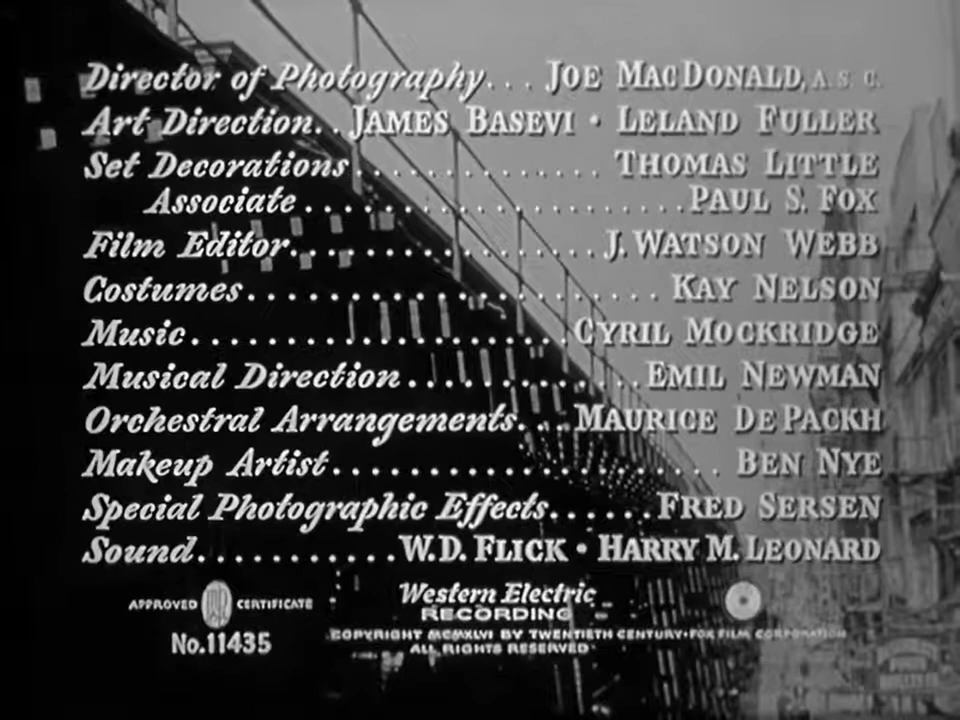 Director of Photography... JOE MACDONALD, A. S. C.
Art Direction.. JAMES BASEVI • LELAND FULLER
Set Decorations............. THOMAS LITTLE
Associate......................PAUL S. FOX
Film Editor................. J. WATSON WEBB
Costumes....................... KAY NELSON
Music.....................CYRIL MOCKRIDGE
Musical Direction............. EMIL NEWMAN
Orchestral Arrangements... MAURICE DE PACKH
Makeup Artist...................... BEN NYE
Special Photographic Effects......FRED SERSEN
Sound..........W.D. FLICK • HARRY M. LEONARD
APPROVED CERTIFICATE
No.11435
Western Electric
RECORDING
COPYRIGHT MCMXLVI BY TWENTIETH CENTURY-FOX FILM CORPORATION
ALL RIGHTS RESERVED